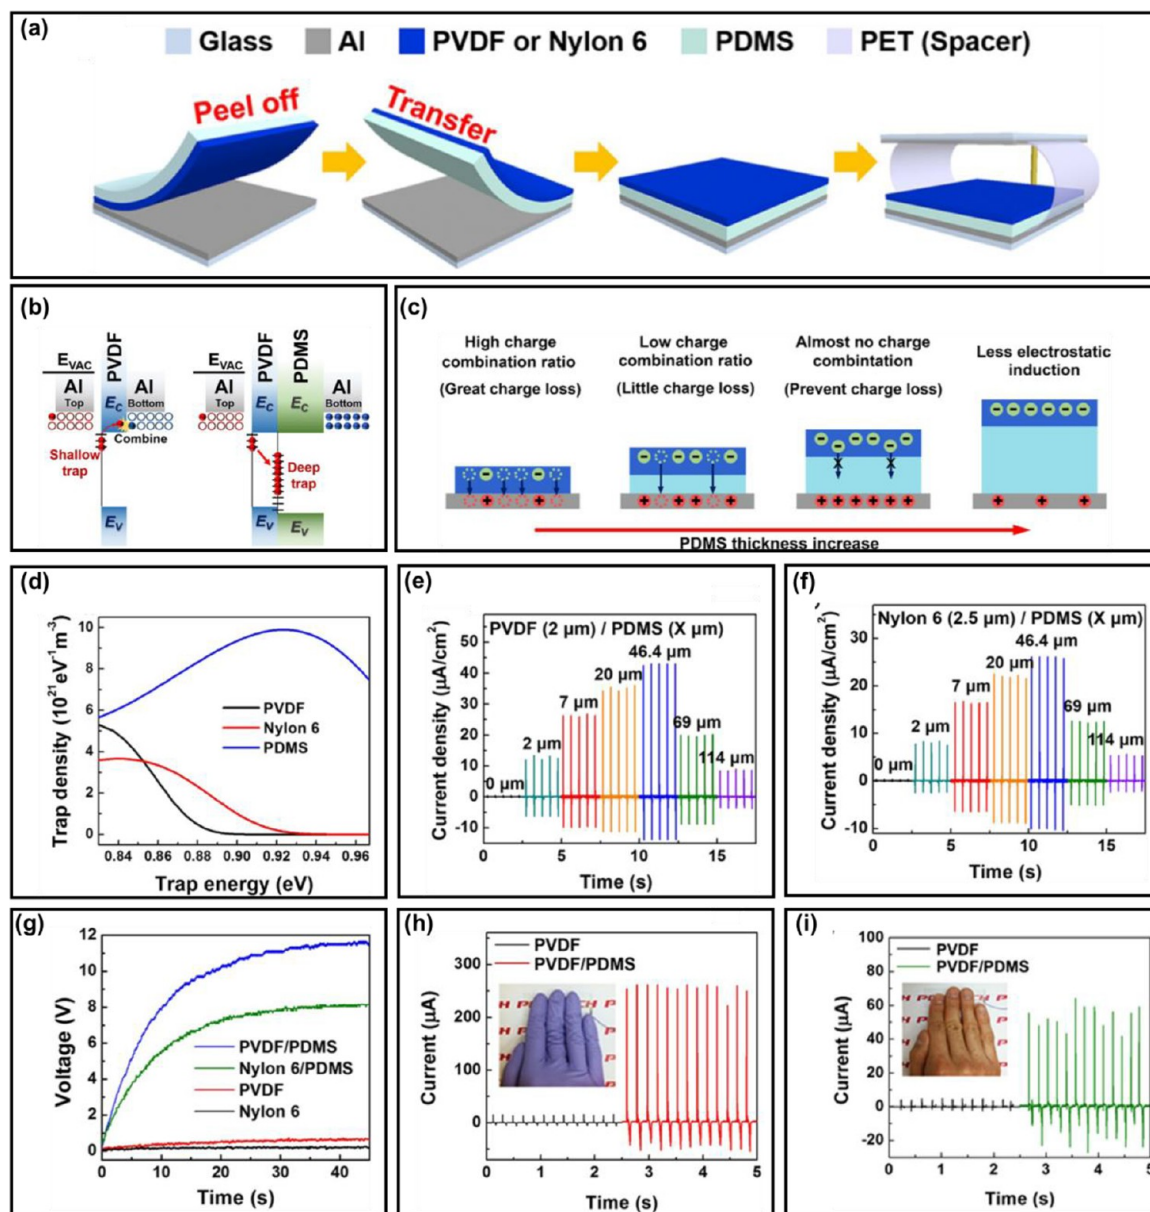 (a)
Glass Al PVDF or Nylon 6 PDMS PET (Spacer)
Peel off
Transfer
(b)
PVDF
PVDF
PDMS
EVAC
EVAC
Al
Al
Al
Al
Top
EC
Bottom
Top
EC
EC
Bottom
Combine
Shallow
trap
Deep
trap
EV
EV
EV
(c)
High charge
combination ratio
(Great charge loss)
Low charge
combination ratio
(Little charge loss)
Almost no charge
combintation
(Prevent charge loss)
Less electrostatic
induction
PDMS thickness increase
(d)
Trap density (10²¹ eV⁻¹m⁻³)
10
8
6
4
2
0
PVDF
Nylon 6
PDMS
0.84 0.86 0.88 0.90 0.92 0.94 0.96
Trap energy (eV)
(e)
Current density (µA/cm²)
60
50
40
30
20
10
0
-10
PVDF (2 µm) / PDMS (X µm)
46.4 µm
20 µm
7 µm
2 µm
0 µm
69 µm
114 µm
0 5 10 15
Time (s)
(f)
Current density (µA/cm²)
35
30
20
10
0
-10
Nylon 6 (2.5 µm) / PDMS (X µm)
46.4 µm
20 µm
7 µm
2 µm
0 µm
69 µm
114 µm
0 5 10 15
Time (s)
(g)
Voltage (V)
12
10
8
6
4
2
0
PVDF/PDMS
Nylon 6/PDMS
PVDF
Nylon 6
0 10 20 30 40
Time (s)
(h)
Current (µA)
300
250
200
150
100
0
-100
PVDF
PVDF/PDMS
0 1 2 3 4 5
Time (s)
(i)
Current (µA)
100
80
60
40
20
0
-20
PVDF
PVDF/PDMS
0 1 2 3 4 5
Time (s)